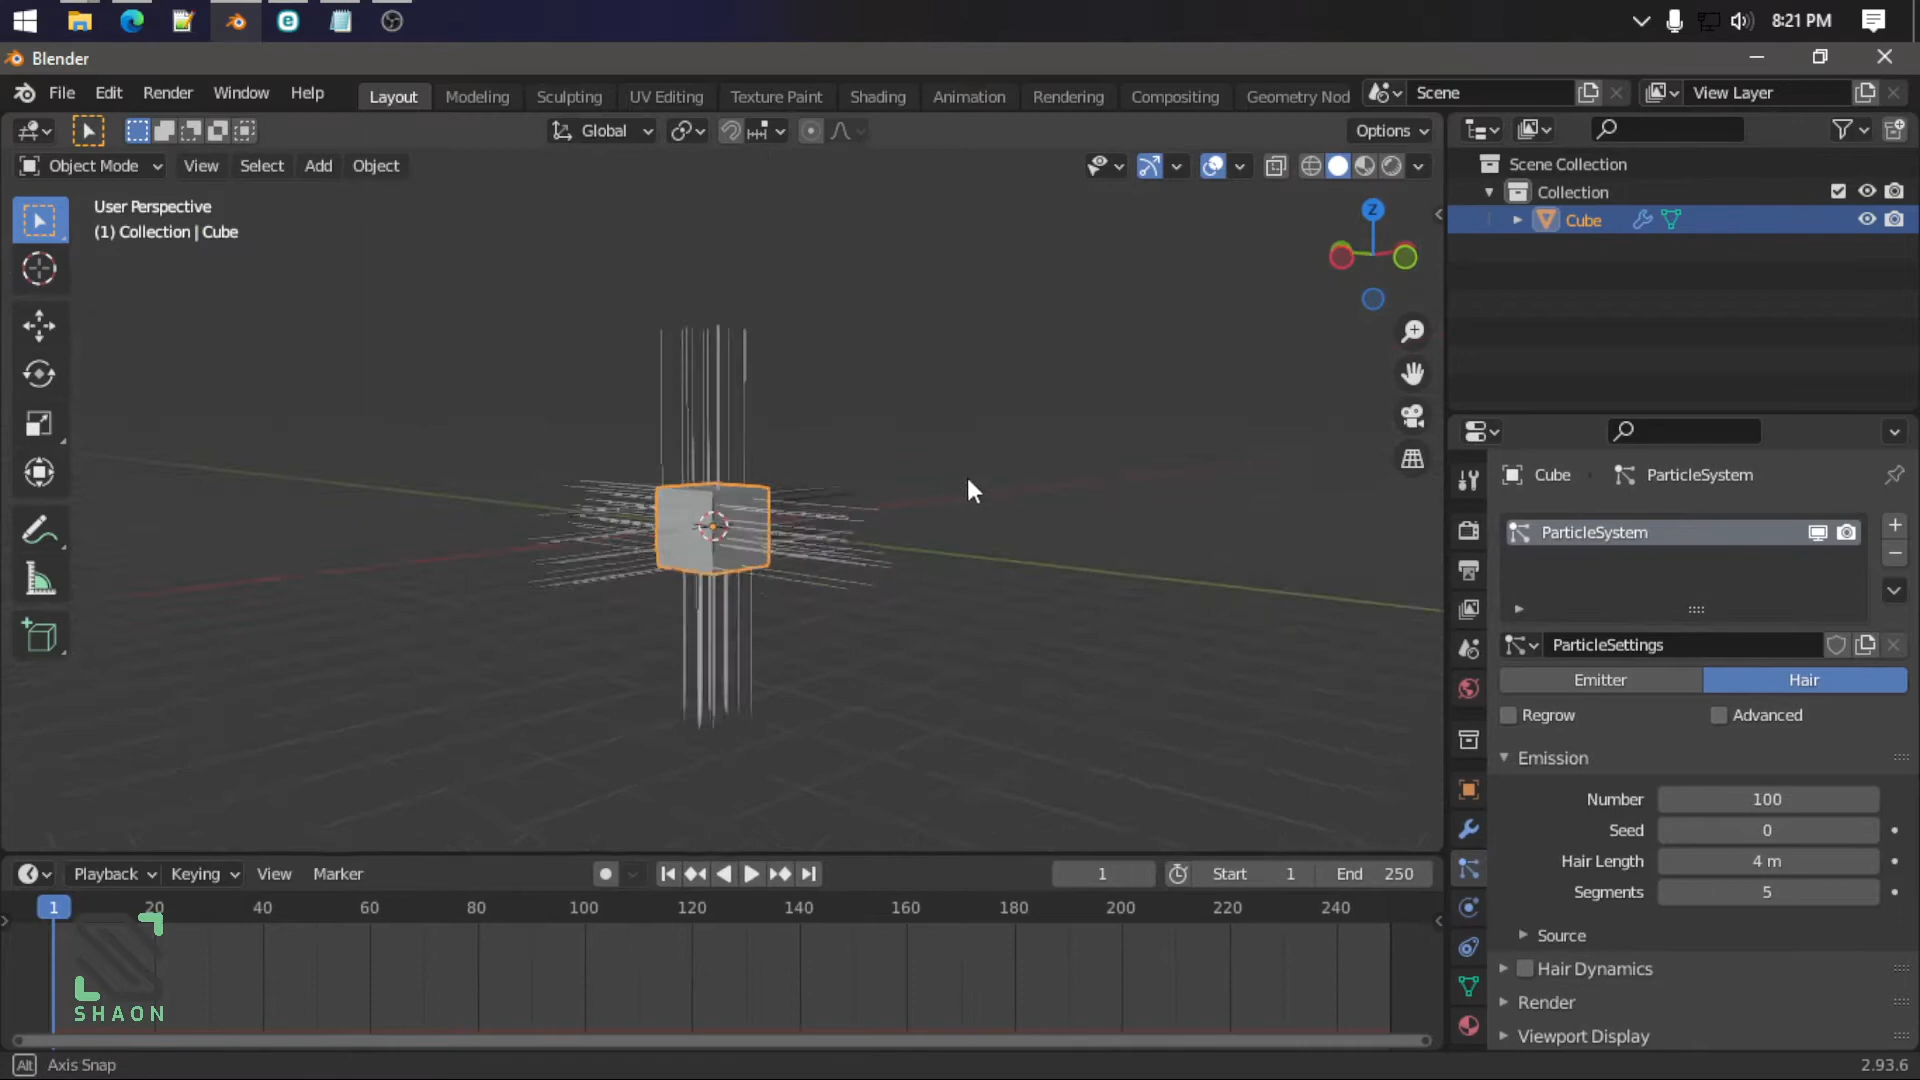 8:21 PM
Blender
File Edit Render Window Help Layout Modeling Sculpting UV Editing Texture Paint Shading Animation Rendering Compositing Geometry Nod Scene View Layer
Global Options
Object Mode View Select Add Object
User Perspective
(1) Collection | Cube
Z
Scene Collection
Collection
Cube
Cube ParticleSystem
ParticleSystem
ParticleSettings
Emitter Hair
Regrow Advanced
Emission
Number 100
Seed 0
Hair Length 4 m
Segments 5
Source
Hair Dynamics
Render
Viewport Display
Playback Keying View Marker 1 Start 1 End 250
1 20 40 60 80 100 120 140 160 180 200 220 240
SHAON
Alt Axis Snap 2.93.6